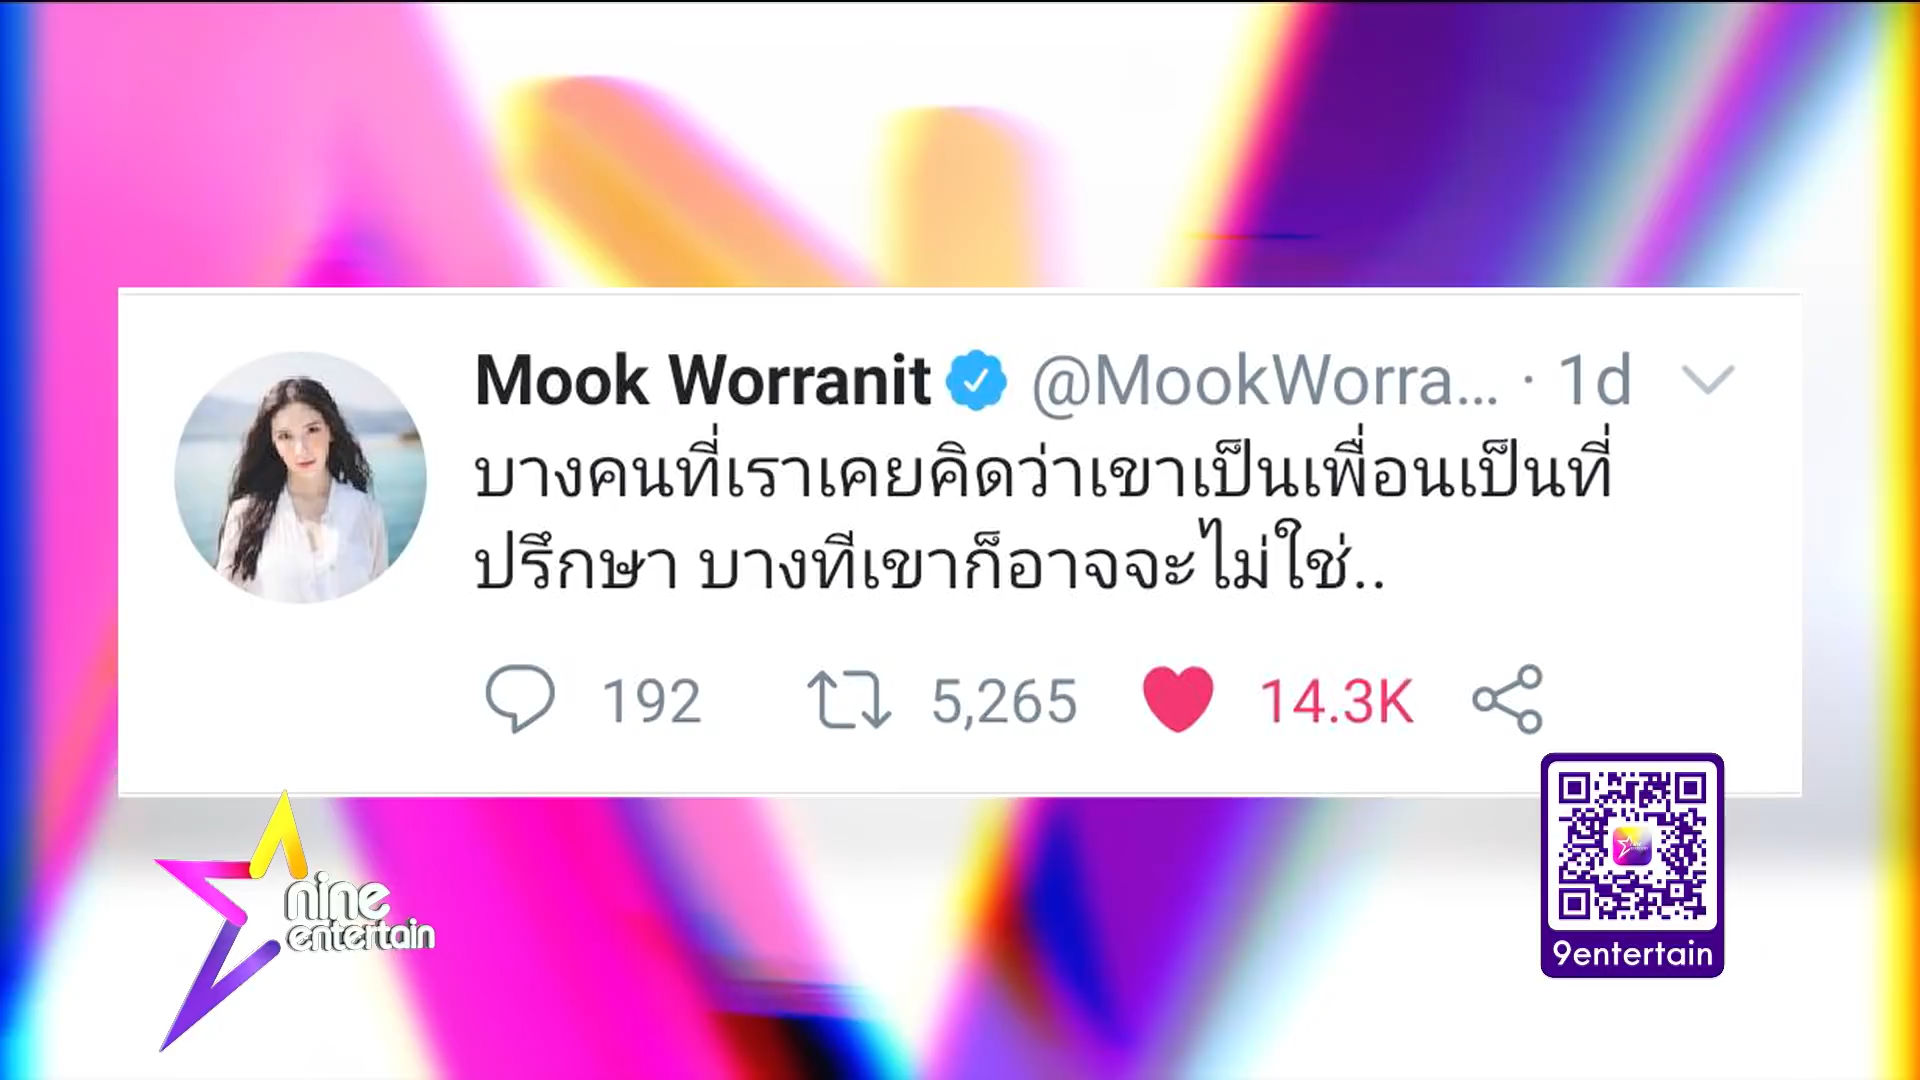 Mook Worranit @MookWorra... · 1d
บางคนที่เราเคยคิดว่าเขาเป็นเพื่อนเป็นที่
ปรึกษา บางทีเขาก็อาจจะไม่ใช่..
192 5,265 14.3K
nine
entertain
9entertain